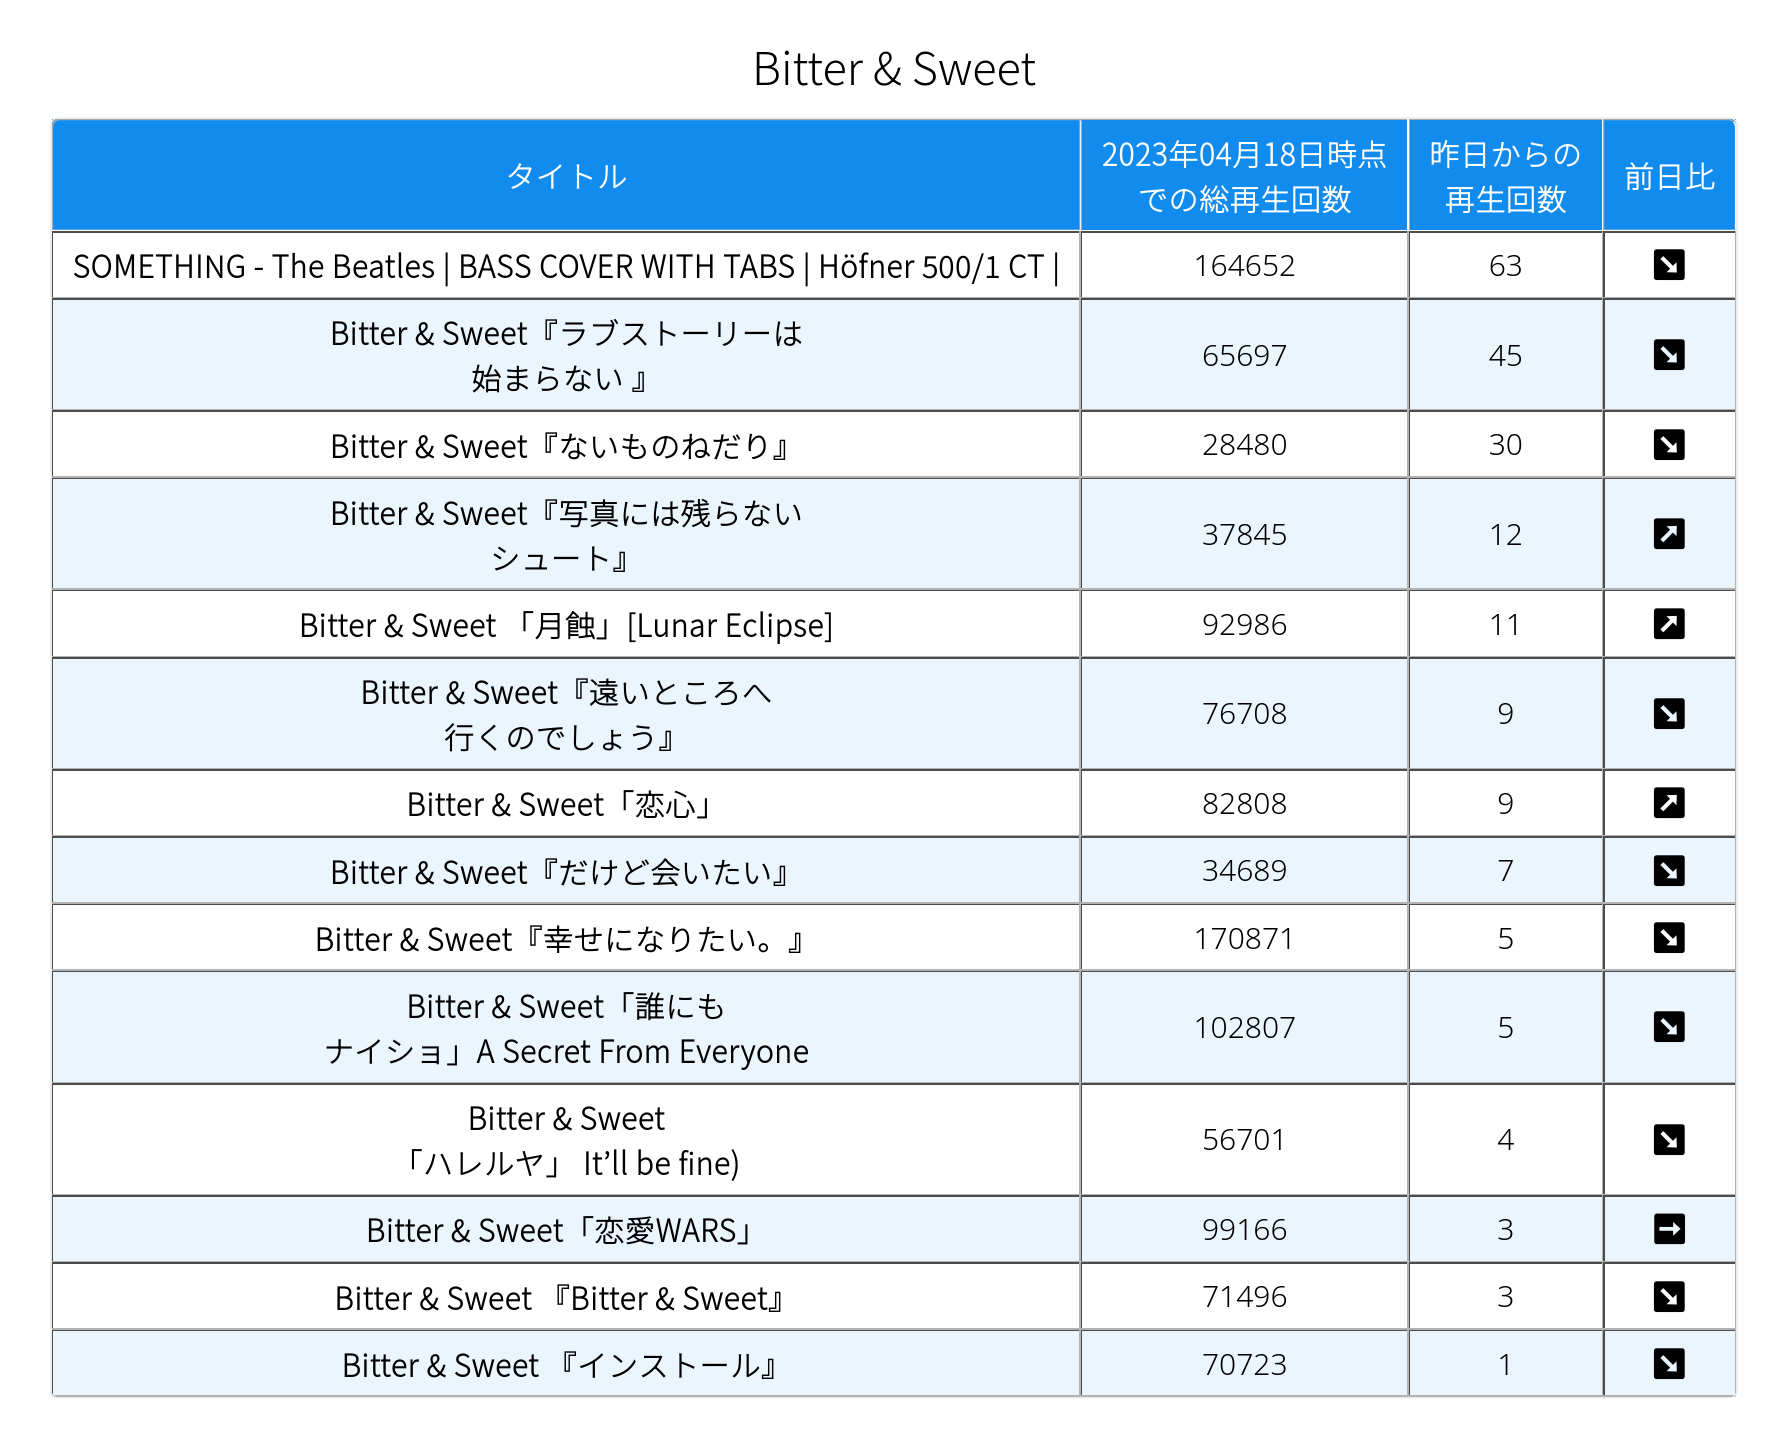 Bitter & Sweet
タイトル 2023年04月18日時点 昨日からの 前日比
での総再生回数 再生回数
SOMETHING - The Beatles | BASS COVER WITH TABS | Höfner 500/1 CT | 164652 63
Bitter & Sweet『ラブストーリーは
始まらない 』 65697 45
Bitter & Sweet『ないものねだり』 28480 30
Bitter & Sweet『写真には残らない
シュート』 37845 12
Bitter & Sweet 「月蝕」[Lunar Eclipse] 92986 11
Bitter & Sweet『遠いところへ
行くのでしょう』 76708 9
Bitter & Sweet「恋心」 82808 9
Bitter & Sweet『だけど会いたい』 34689 7
Bitter & Sweet『幸せになりたい。』 170871 5
Bitter & Sweet「誰にも
ナイショ」A Secret From Everyone 102807 5
Bitter & Sweet
「ハレルヤ」 It’ll be fine) 56701 4
Bitter & Sweet「恋愛WARS」 99166 3
Bitter & Sweet 『Bitter & Sweet』 71496 3
Bitter & Sweet 『インストール』 70723 1